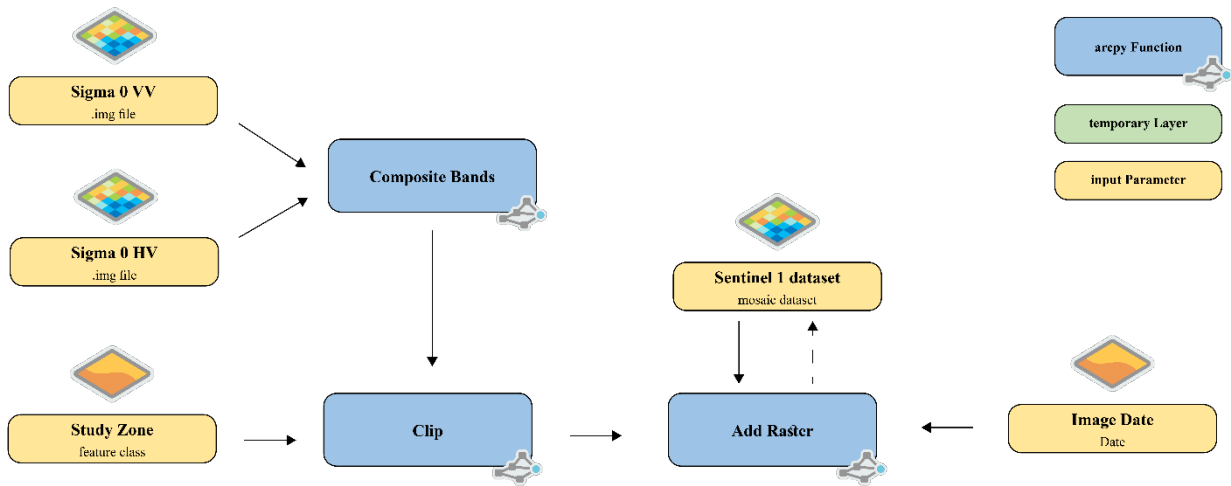 Sigma 0 VV
.img file
Sigma 0 HV
.img file
Study Zone
feature class
Composite Bands
Clip
Sentinel 1 dataset
mosaic dataset
Add Raster
Image Date
Date
arcpy Function
temporary Layer
input Parameter